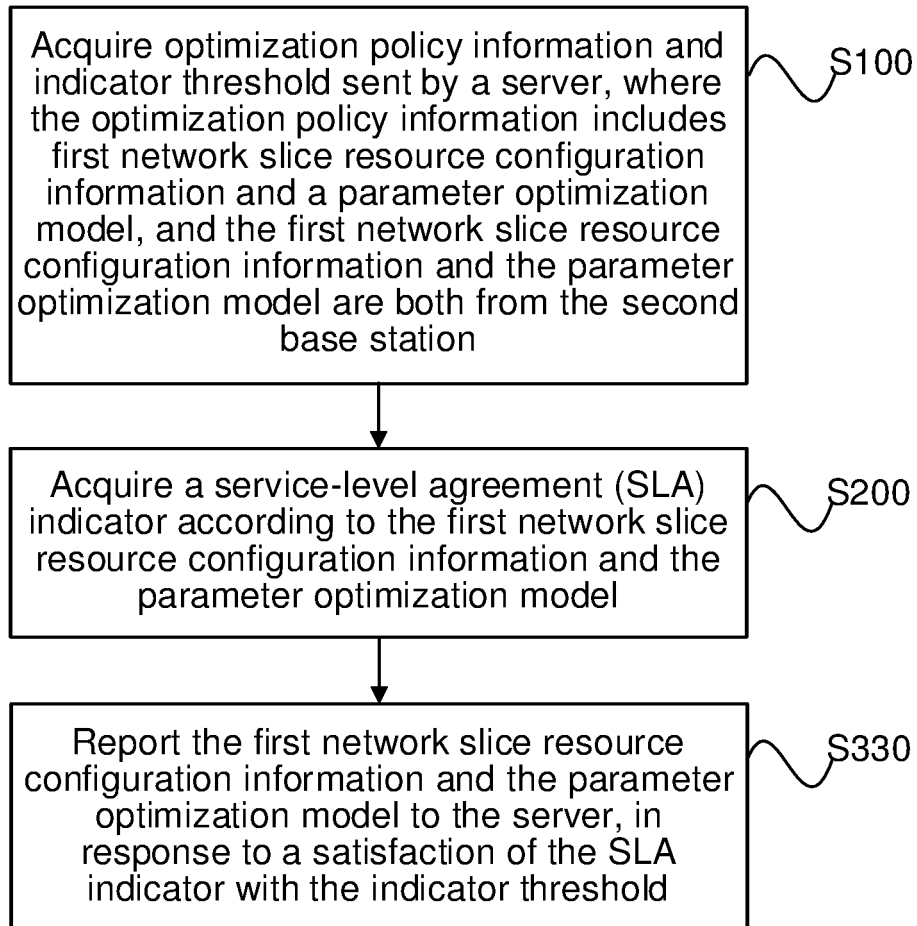 Acquire optimization policy information and
indicator threshold sent by a server, where
the optimization policy information includes
first network slice resource configuration
information and a parameter optimization
model, and the first network slice resource
configuration information and the parameter
optimization model are both from the second
base station
S100
Acquire a service-level agreement (SLA)
indicator according to the first network slice
resource configuration information and the
parameter optimization model
S200
Report the first network slice resource
configuration information and the parameter
optimization model to the server, in
response to a satisfaction of the SLA
indicator with the indicator threshold
S330